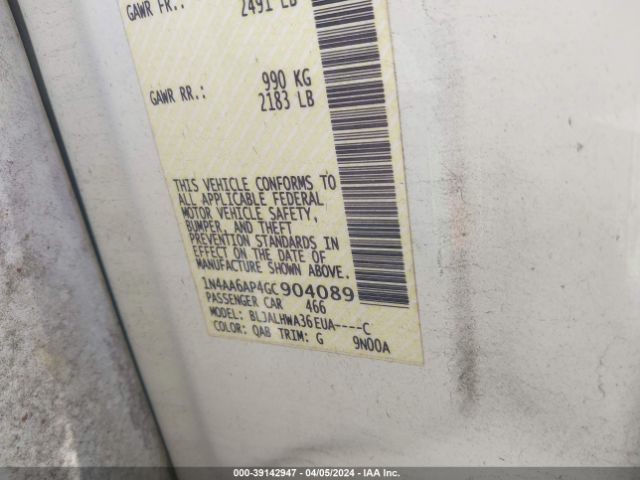 GAWR FR.: 2491 LB
990 KG
GAWR RR.: 2183 LB
THIS VEHICLE CONFORMS TO
ALL APPLICABLE FEDERAL
MOTOR VEHICLE SAFETY,
BUMPER, AND THEFT
PREVENTION STANDARDS IN
EFFECT ON THE DATE OF
MANUFACTURE SHOWN ABOVE.
1N4AA6AP4GC904089
PASSENGER CAR 466
MODEL: BLJALHWA36EUA----C
COLOR: QAB TRIM: G 9N00A
000-39142947 - 04/05/2024 - IAA Inc.